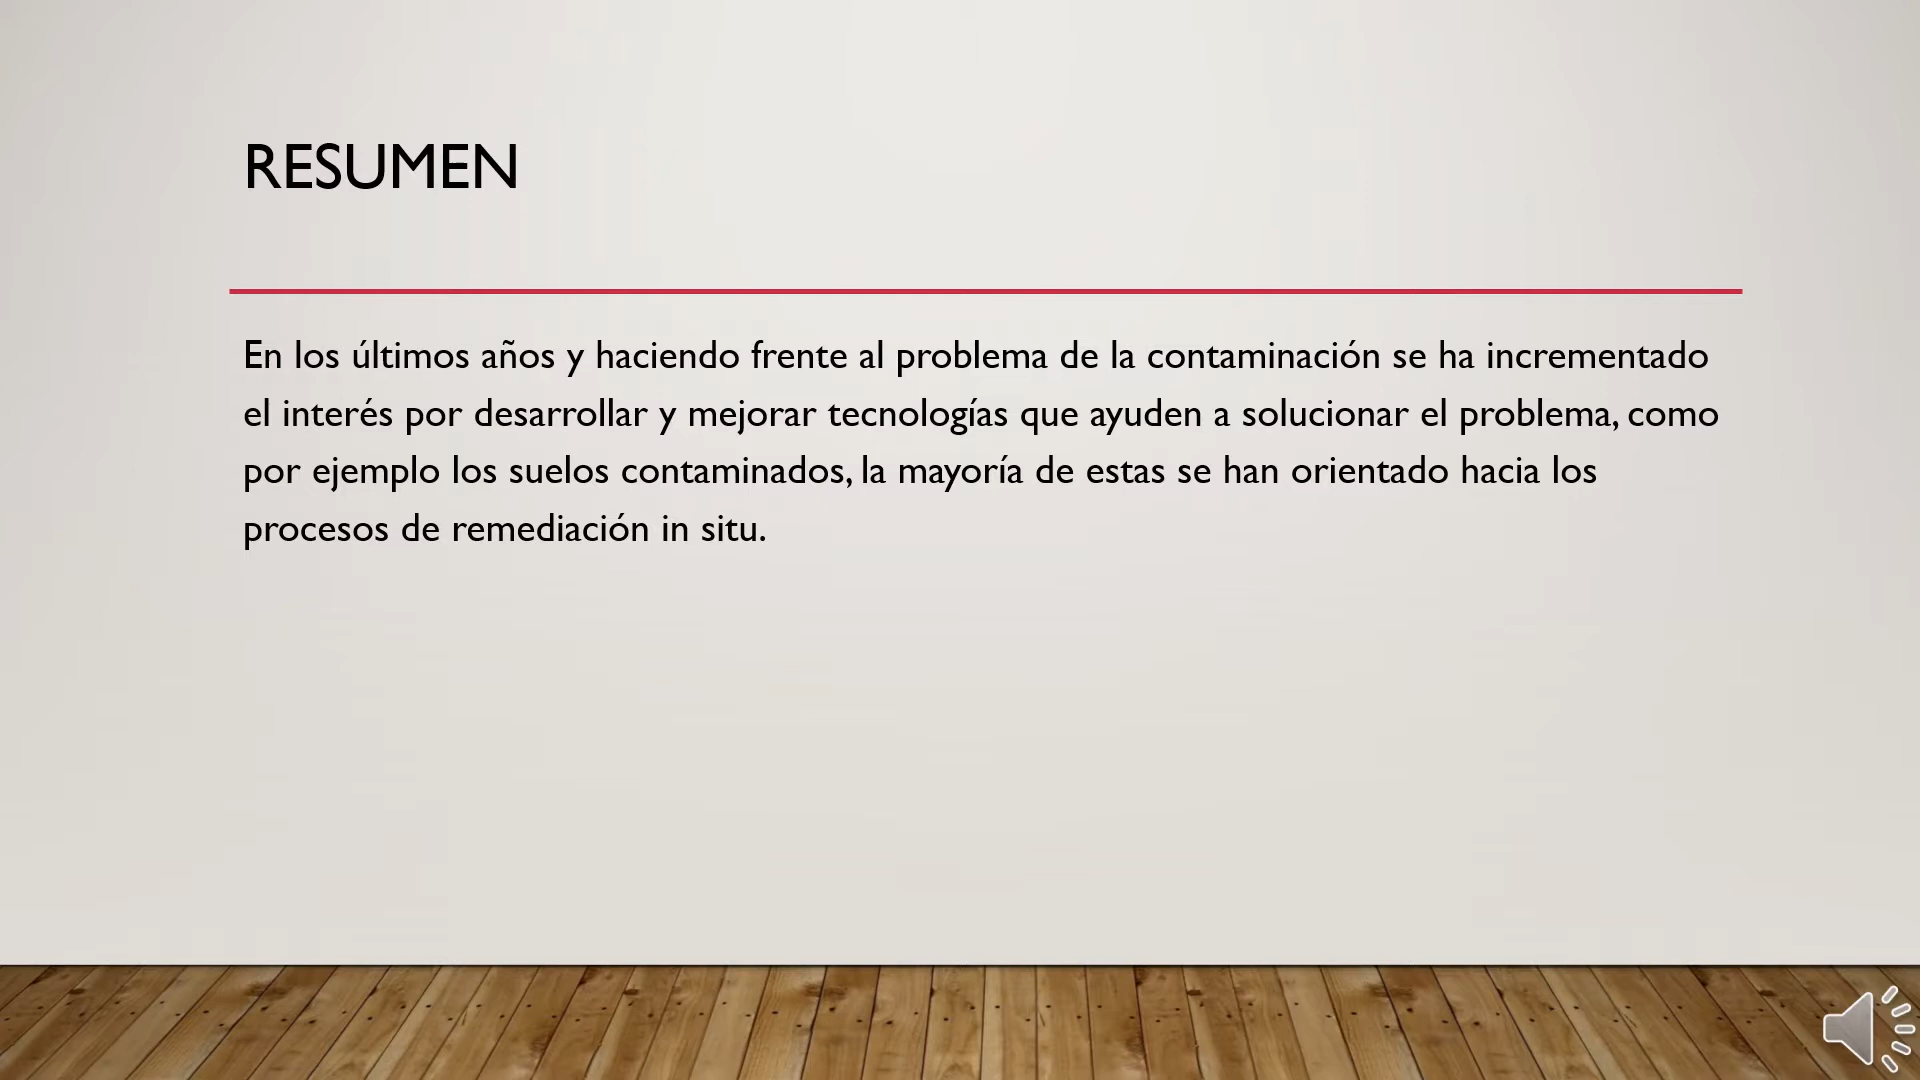 RESUMEN
En los últimos años y haciendo frente al problema de la contaminación se ha incrementado
el interés por desarrollar y mejorar tecnologías que ayuden a solucionar el problema, como
por ejemplo los suelos contaminados, la mayoría de estas se han orientado hacia los
procesos de remediación in situ.